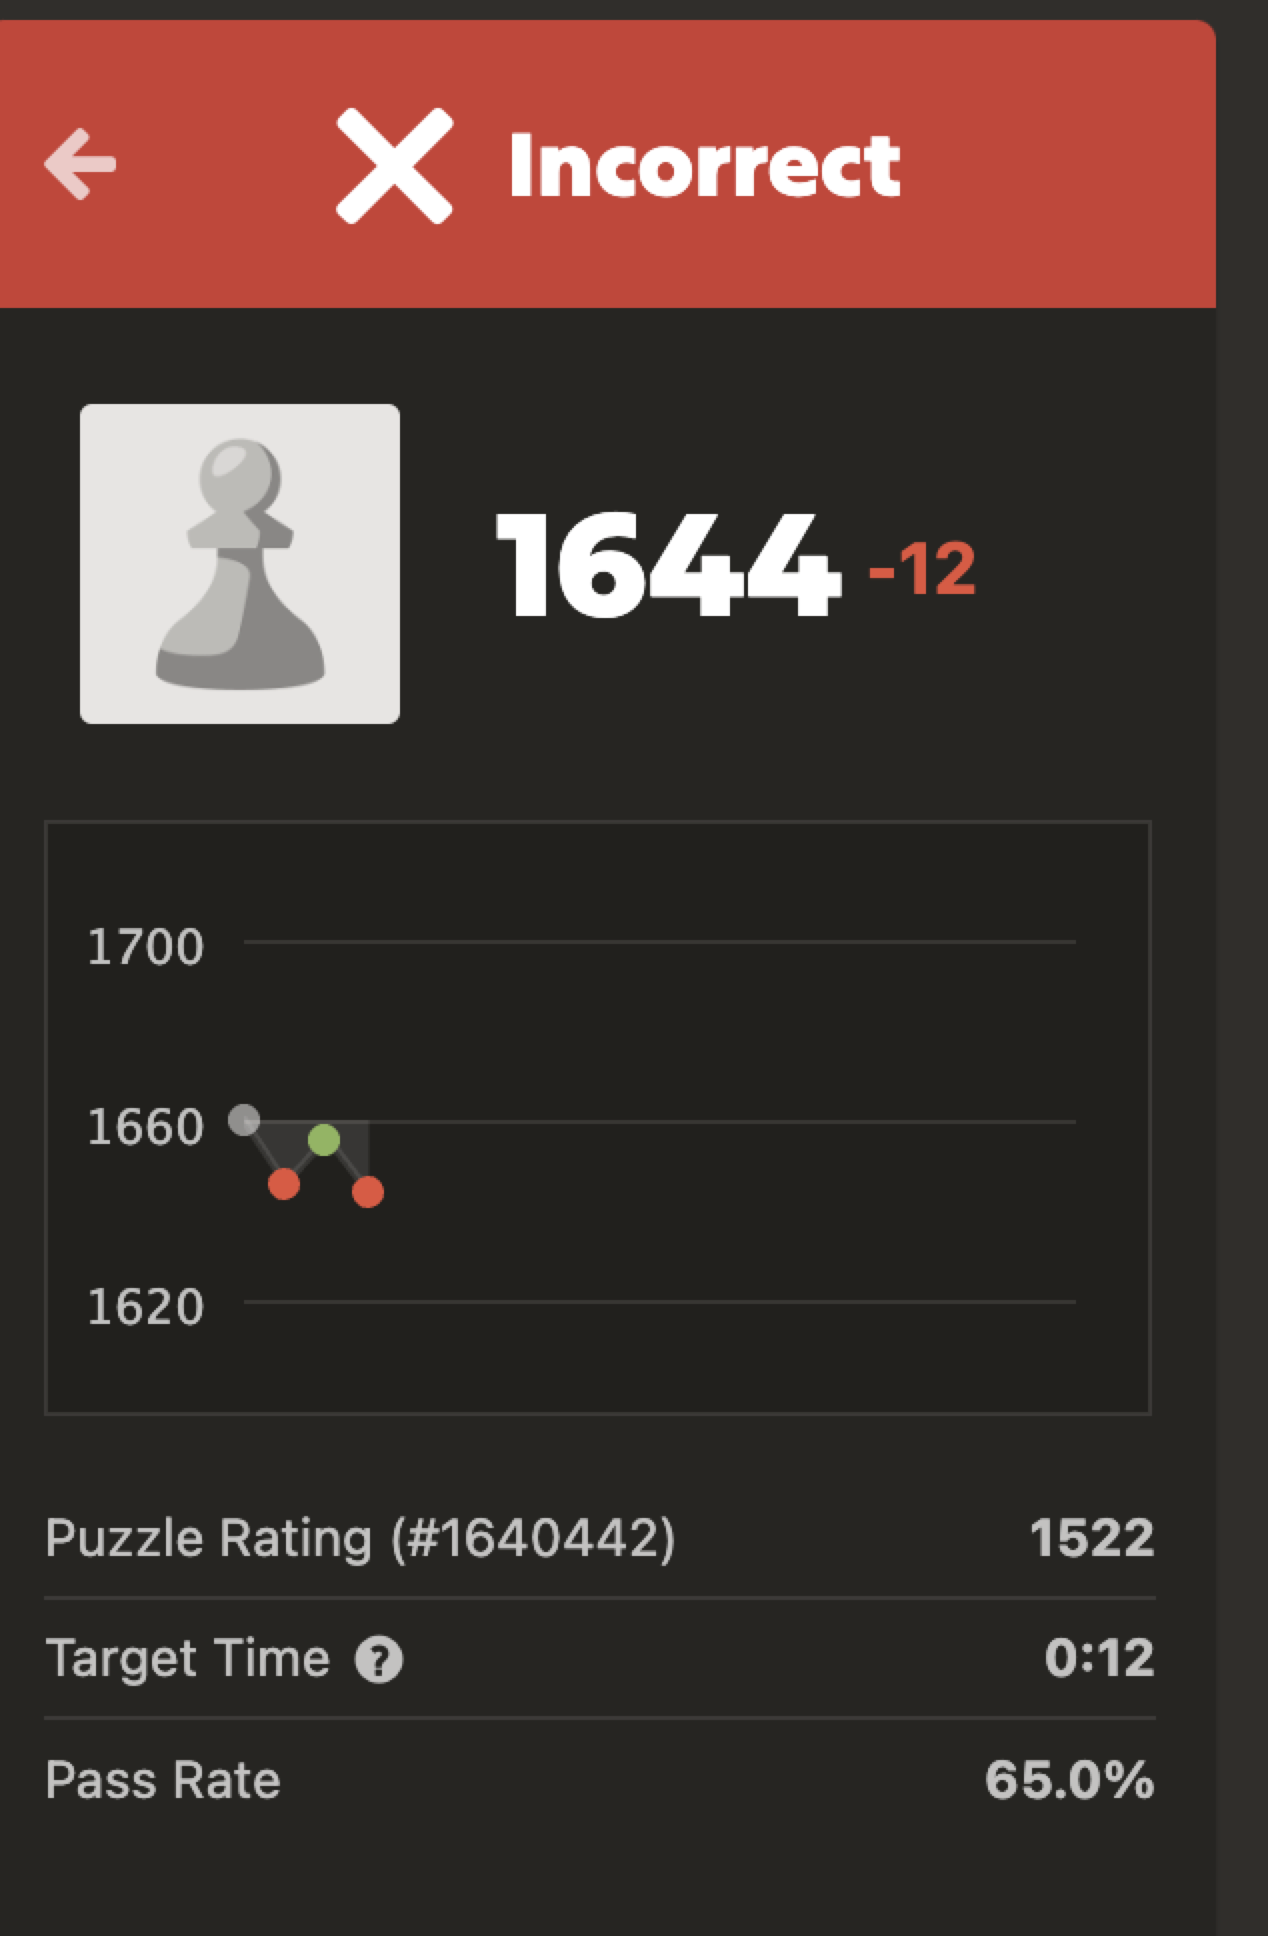 Incorrect
1644 -12
1700
1660
1620
Puzzle Rating (#1640442) 1522
Target Time ? 0:12
Pass Rate 65.0%